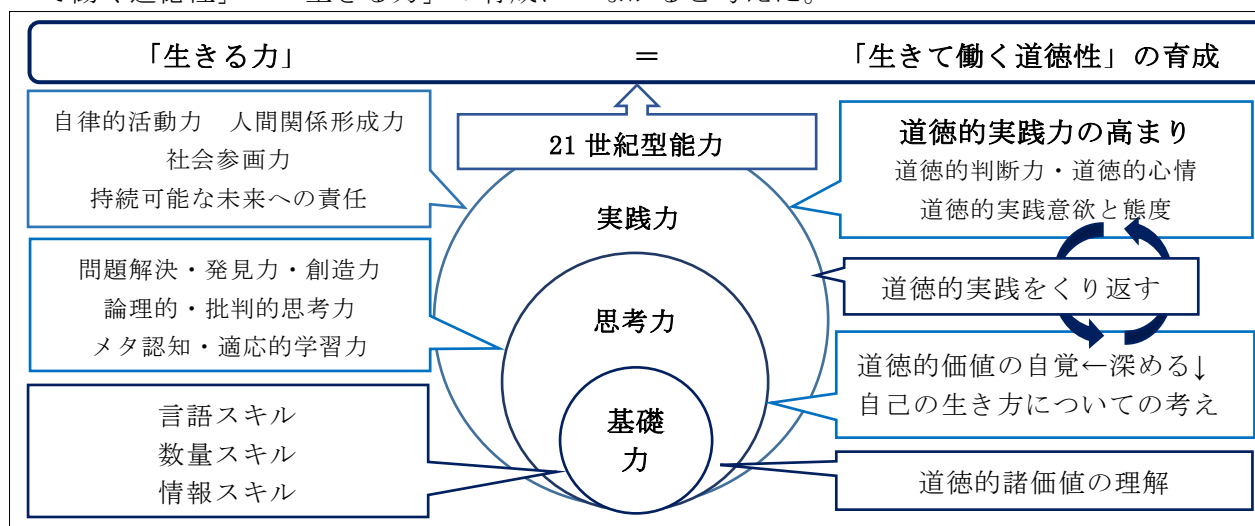 「生きる力」 ＝ 「生きて働く道徳性」の育成
自律的活動力　人間関係形成力
社会参画力
持続可能な未来への責任
21世紀型能力
道徳的実践力の高まり
道徳的判断力・道徳的心情
道徳的実践意欲と態度
実践力
問題解決・発見力・創造力
論理的・批判的思考力
メタ認知・適応的学習力
思考力
道徳的実践をくり返す
道徳的価値の自覚←深める↓
自己の生き方についての考え
言語スキル
数量スキル
情報スキル
基礎
力
道徳的諸価値の理解